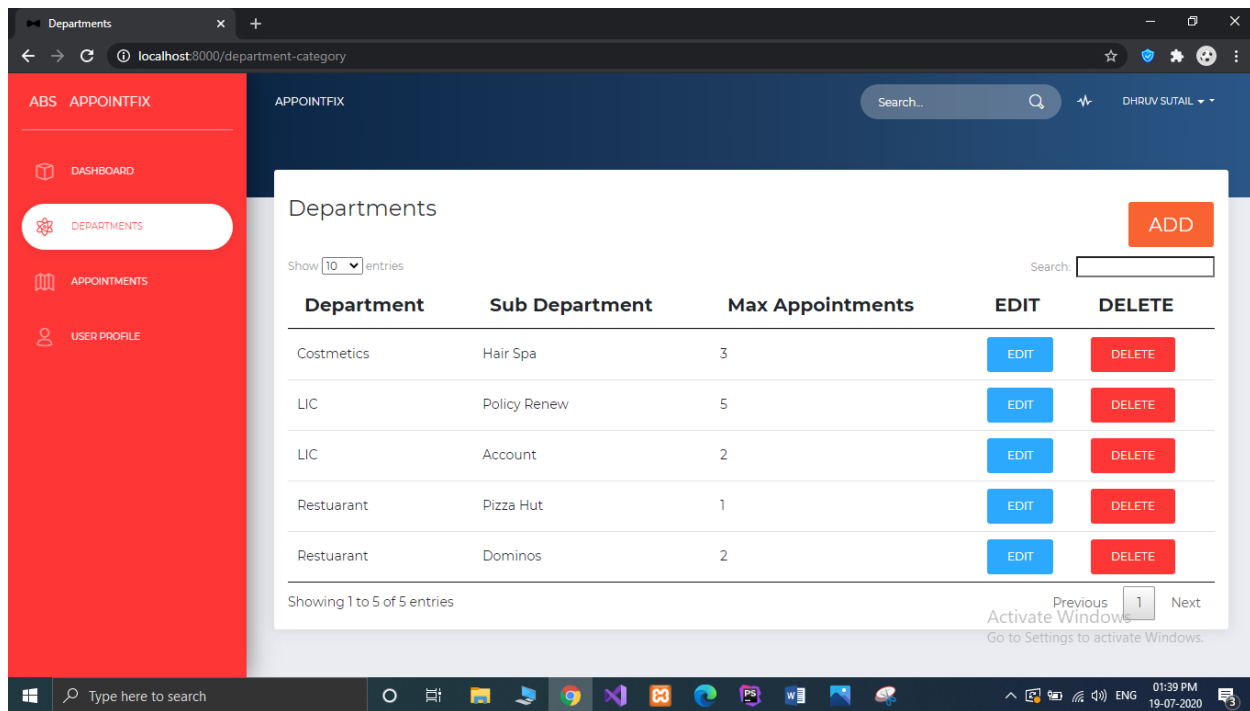 Departments
localhost:8000/department-category
ABS APPOINTFIX
APPOINTFIX
Search...
DHRUV SUTAIL
DASHBOARD
DEPARTMENTS
APPOINTMENTS
USER PROFILE
Departments
ADD
Show 10 entries
Search:
Department Sub Department Max Appointments EDIT DELETE
Costmetics Hair Spa 3 EDIT DELETE
LIC Policy Renew 5 EDIT DELETE
LIC Account 2 EDIT DELETE
Restuarant Pizza Hut 1 EDIT DELETE
Restuarant Dominos 2 EDIT DELETE
Showing 1 to 5 of 5 entries
Previous 1 Next
Activate Windows
Go to Settings to activate Windows.
Type here to search
PS
W
ENG
01:39 PM
19-07-2020
3